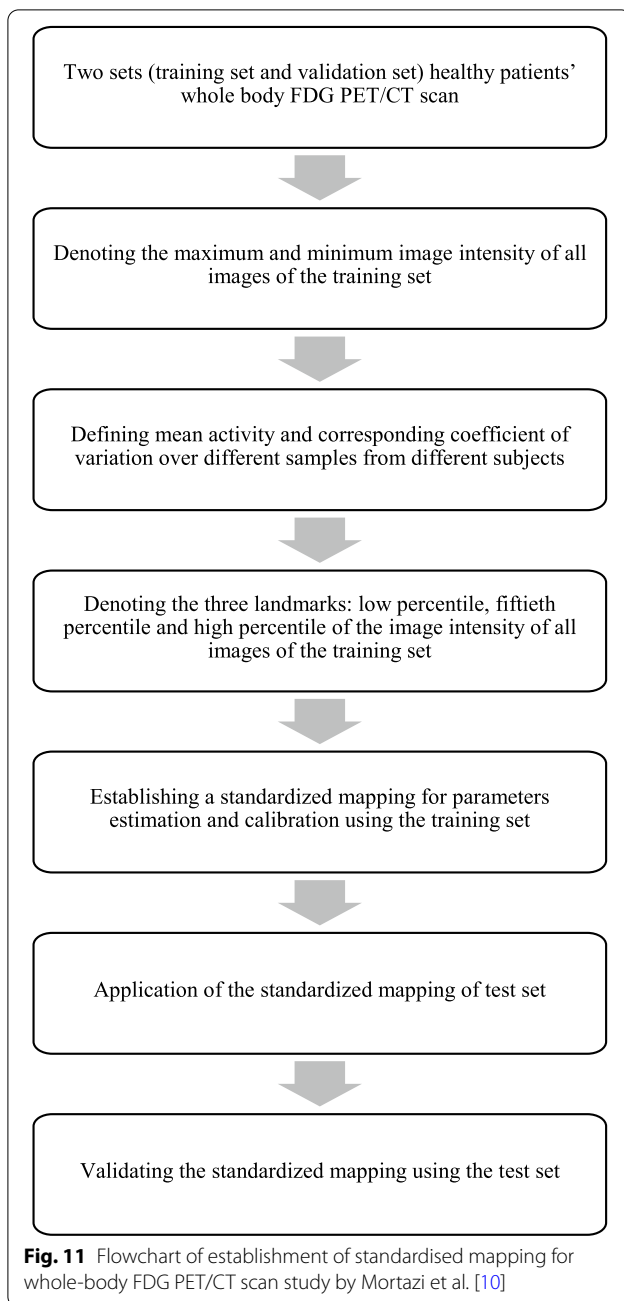 Two sets (training set and validation set) healthy patients’
whole body FDG PET/CT scan
Denoting the maximum and minimum image intensity of all
images of the training set
Defining mean activity and corresponding coefficient of
variation over different samples from different subjects
Denoting the three landmarks: low percentile, fiftieth
percentile and high percentile of the image intensity of all
images of the training set
Establishing a standardized mapping for parameters
estimation and calibration using the training set
Application of the standardized mapping of test set
Validating the standardized mapping using the test set
Fig. 11 Flowchart of establishment of standardised mapping for
whole-body FDG PET/CT scan study by Mortazi et al. [10]